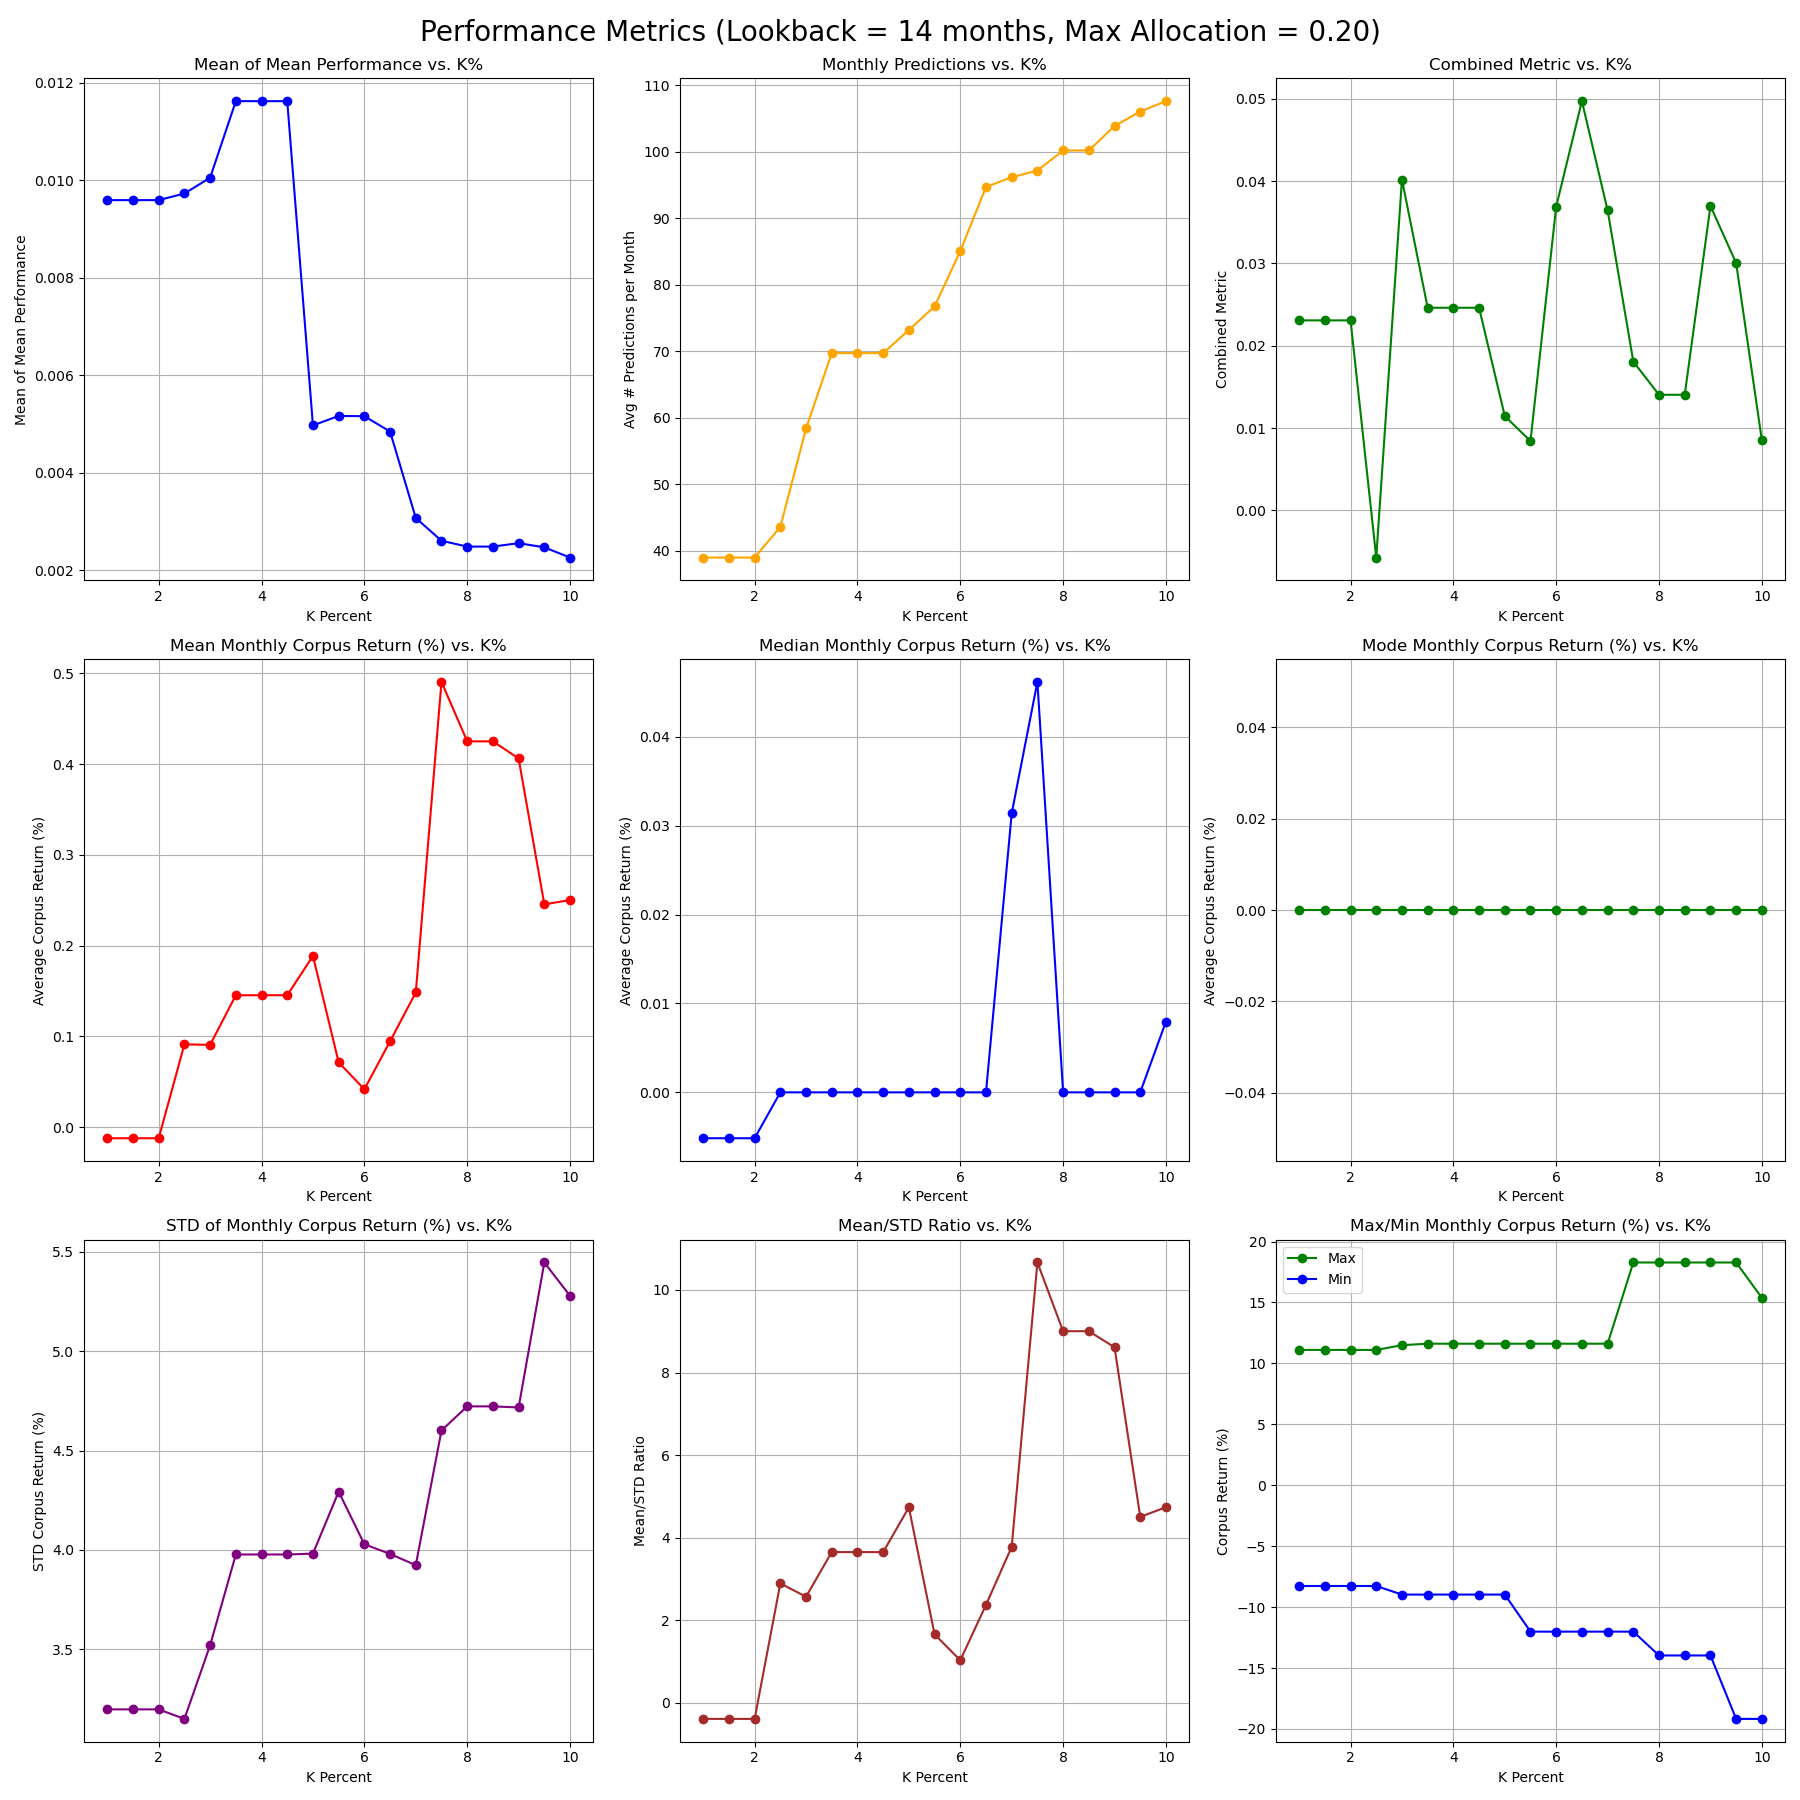 Performance Metrics (Lookback = 14 months, Max Allocation = 0.20)
Mean of Mean Performance vs. K%
0.012
0.010
0.008
0.006
0.004
0.002
Mean of Mean Performance
2 4 6 8 10
K Percent
Monthly Predictions vs. K%
110
100
90
80
70
60
50
40
Avg # Predictions per Month
2 4 6 8 10
K Percent
Combined Metric vs. K%
0.05
0.04
0.03
0.02
0.01
0.00
Combined Metric
2 4 6 8 10
K Percent
Mean Monthly Corpus Return (%) vs. K%
0.5
0.4
0.3
0.2
0.1
0.0
Average Corpus Return (%)
2 4 6 8 10
K Percent
Median Monthly Corpus Return (%) vs. K%
0.04
0.03
0.02
0.01
0.00
Average Corpus Return (%)
2 4 6 8 10
K Percent
Mode Monthly Corpus Return (%) vs. K%
0.04
0.02
0.00
−0.02
−0.04
Average Corpus Return (%)
2 4 6 8 10
K Percent
STD of Monthly Corpus Return (%) vs. K%
5.5
5.0
4.5
4.0
3.5
STD Corpus Return (%)
2 4 6 8 10
K Percent
Mean/STD Ratio vs. K%
10
8
6
4
2
0
Mean/STD Ratio
2 4 6 8 10
K Percent
Max/Min Monthly Corpus Return (%) vs. K%
Max
Min
20
15
10
5
0
−5
−10
−15
−20
Corpus Return (%)
2 4 6 8 10
K Percent